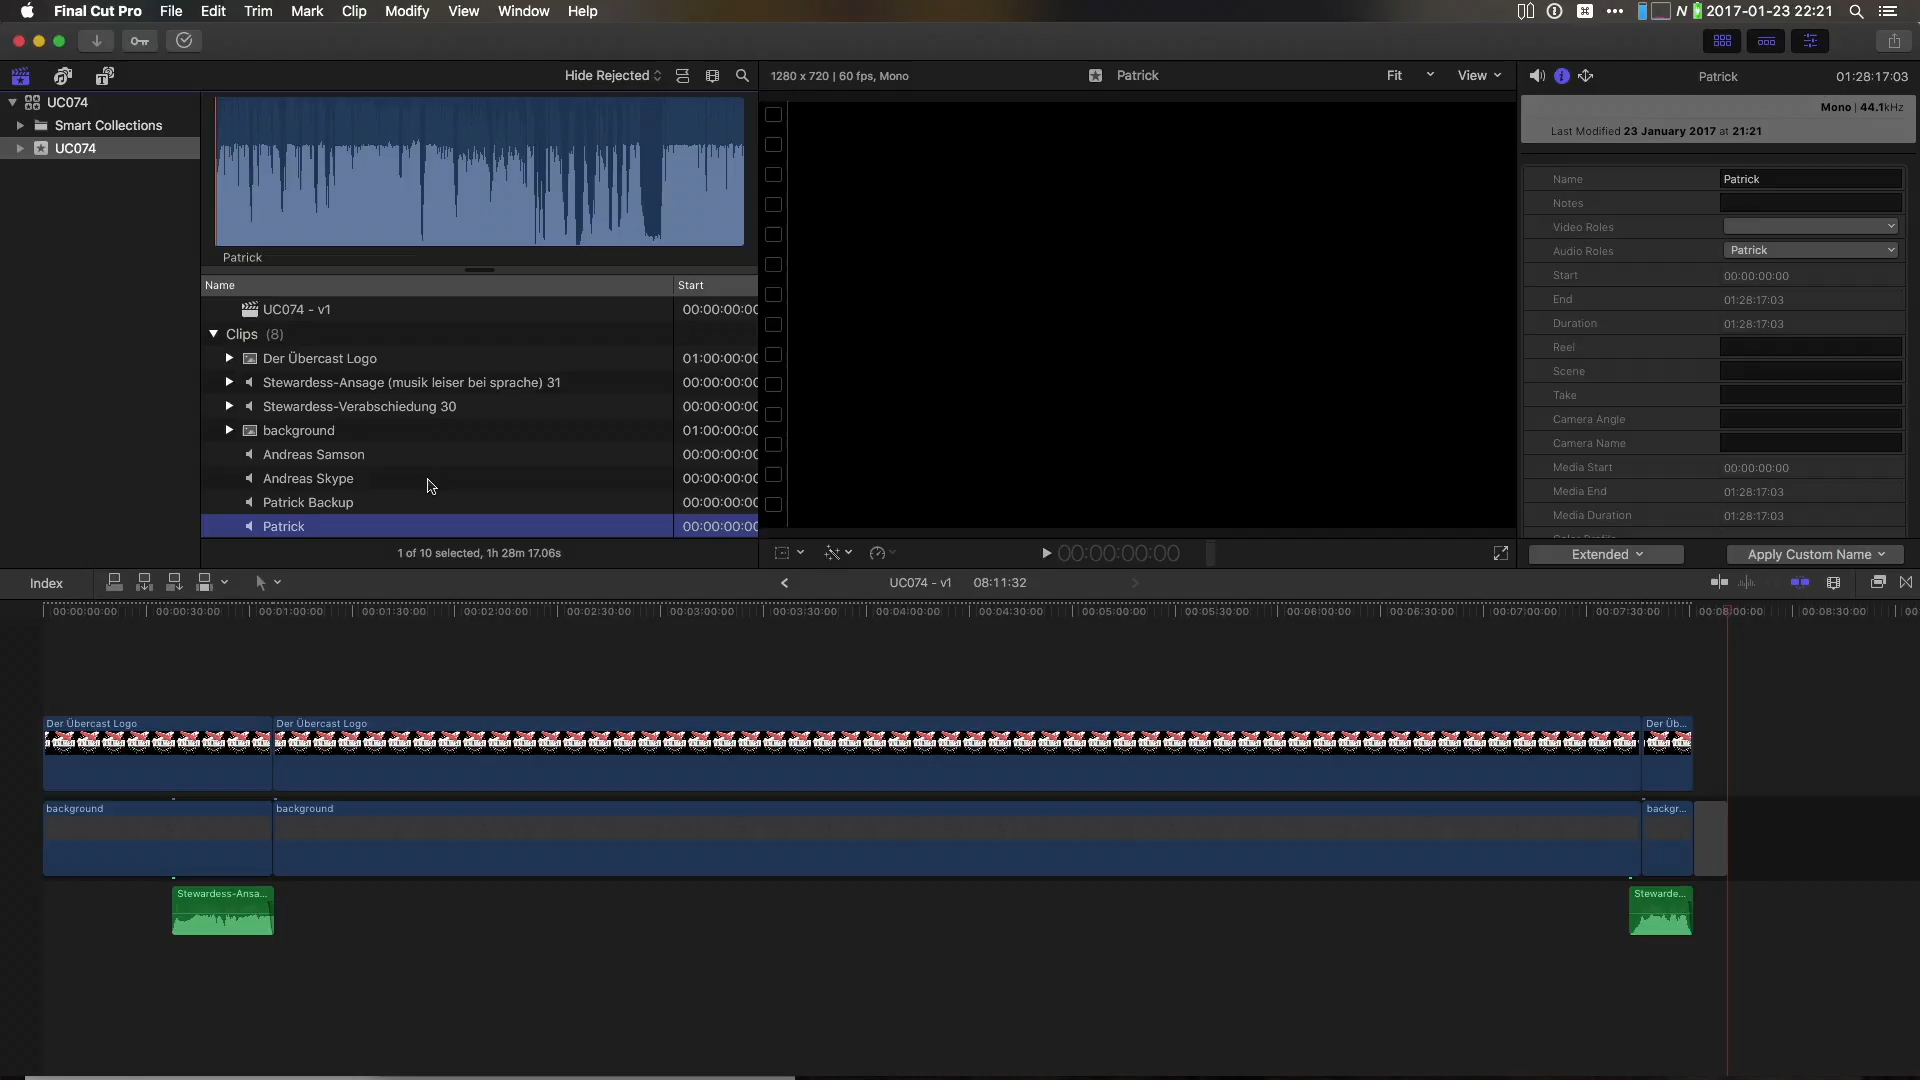 Final Cut Pro File Edit Trim Mark Clip Modify View Window Help 2017-01-23 22:21
Hide Rejected 1280 x 720 | 60 fps, Mono Patrick Fit View Patrick 01:28:17:03
UC074
Smart Collections
UC074
Patrick
Name Start
UC074 - v1 00:00:00:00
Clips (8)
Der Übercast Logo 01:00:00:00
Stewardess-Ansage (musik leiser bei sprache) 31 00:00:00:00
Stewardess-Verabschiedung 30 00:00:00:00
background 01:00:00:00
Andreas Samson 00:00:00:00
Andreas Skype 00:00:00:00
Patrick Backup 00:00:00:00
Patrick 00:00:00:00
1 of 10 selected, 1h 28m 17.06s
00:00:00:00
Mono | 44.1kHz
Last Modified 23 January 2017 at 21:21
Name Patrick
Notes
Video Roles
Audio Roles Patrick
Start 00:00:00:00
End 01:28:17:03
Duration 01:28:17:03
Reel
Scene
Take
Camera Angle
Camera Name
Media Start 00:00:00:00
Media End 01:28:17:03
Media Duration 01:28:17:03
Extended Apply Custom Name
Index UC074 - v1 08:11:32
00:00:00:00 00:00:30:00 00:01:00:00 00:01:30:00 00:02:00:00 00:02:30:00 00:03:00:00 00:03:30:00 00:04:00:00 00:04:30:00 00:05:00:00 00:05:30:00 00:06:00:00 00:06:30:00 00:07:00:00 00:07:30:00 00:08:00:00 00:08:30:00 00:
Der Übercast Logo Der Übercast Logo Der Üb...
background background backgr...
Stewardess-Ansa... Stewarde...